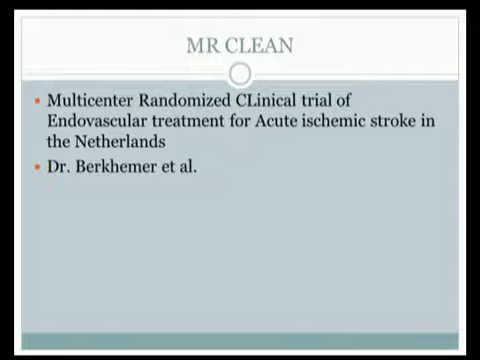 MR CLEAN
• Multicenter Randomized CLinical trial of
Endovascular treatment for Acute ischemic stroke in
the Netherlands
• Dr. Berkhemer et al.